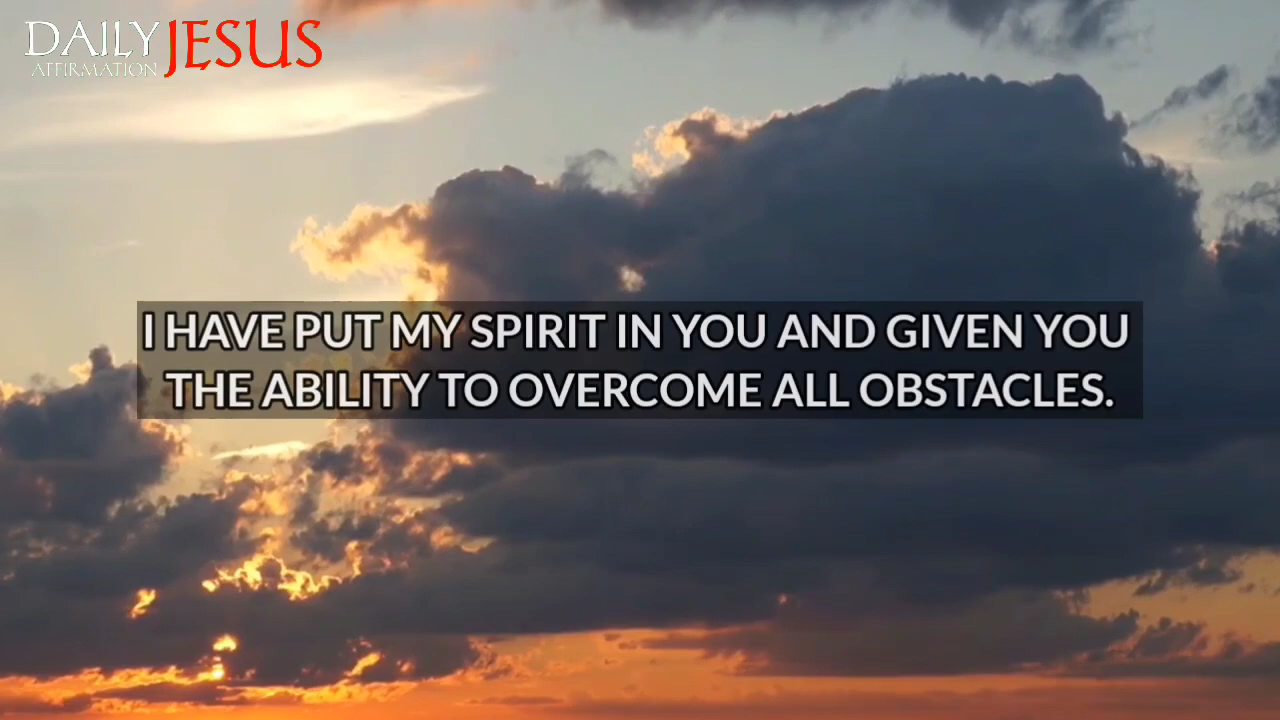 DAILY JESUS
AFFIRMATION
I HAVE PUT MY SPIRIT IN YOU AND GIVEN YOU
THE ABILITY TO OVERCOME ALL OBSTACLES.